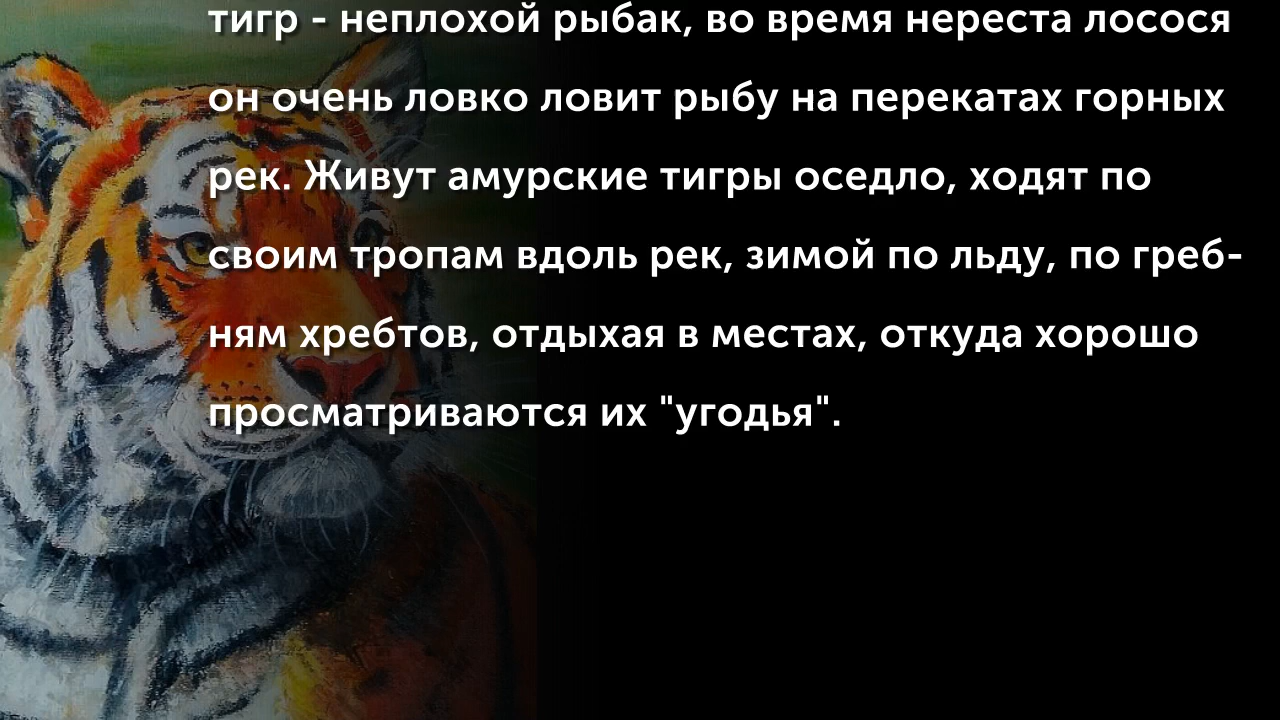 тигр - неплохой рыбак, во время нереста лосося
он очень ловко ловит рыбу на перекатах горных
рек. Живут амурские тигры оседло, ходят по
своим тропам вдоль рек, зимой по льду, по греб-
ням хребтов, отдыхая в местах, откуда хорошо
просматриваются их "угодья".